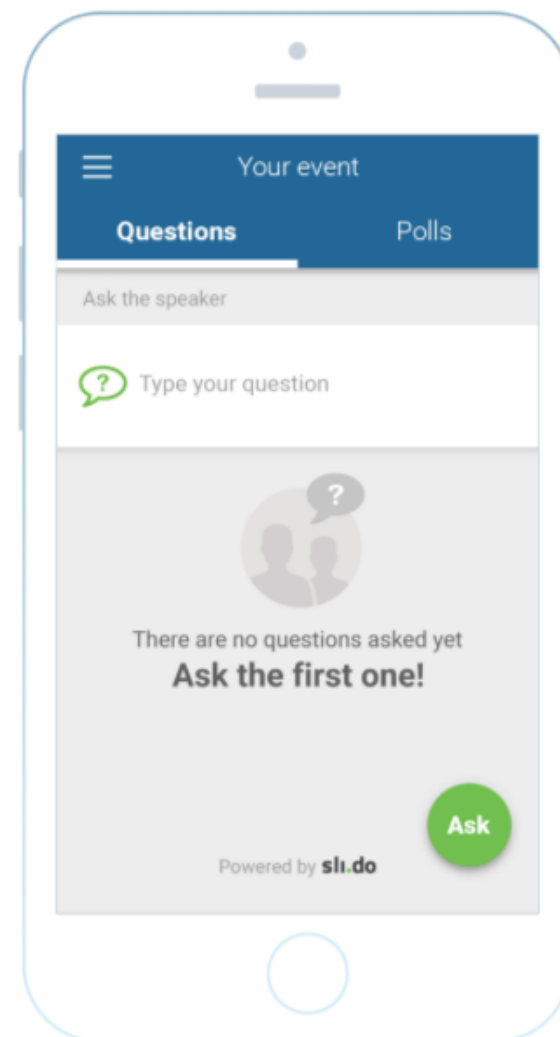 Your event
Questions Polls
Ask the speaker
?
Type your question
?
There are no questions asked yet
Ask the first one!
Ask
Powered by sli.do